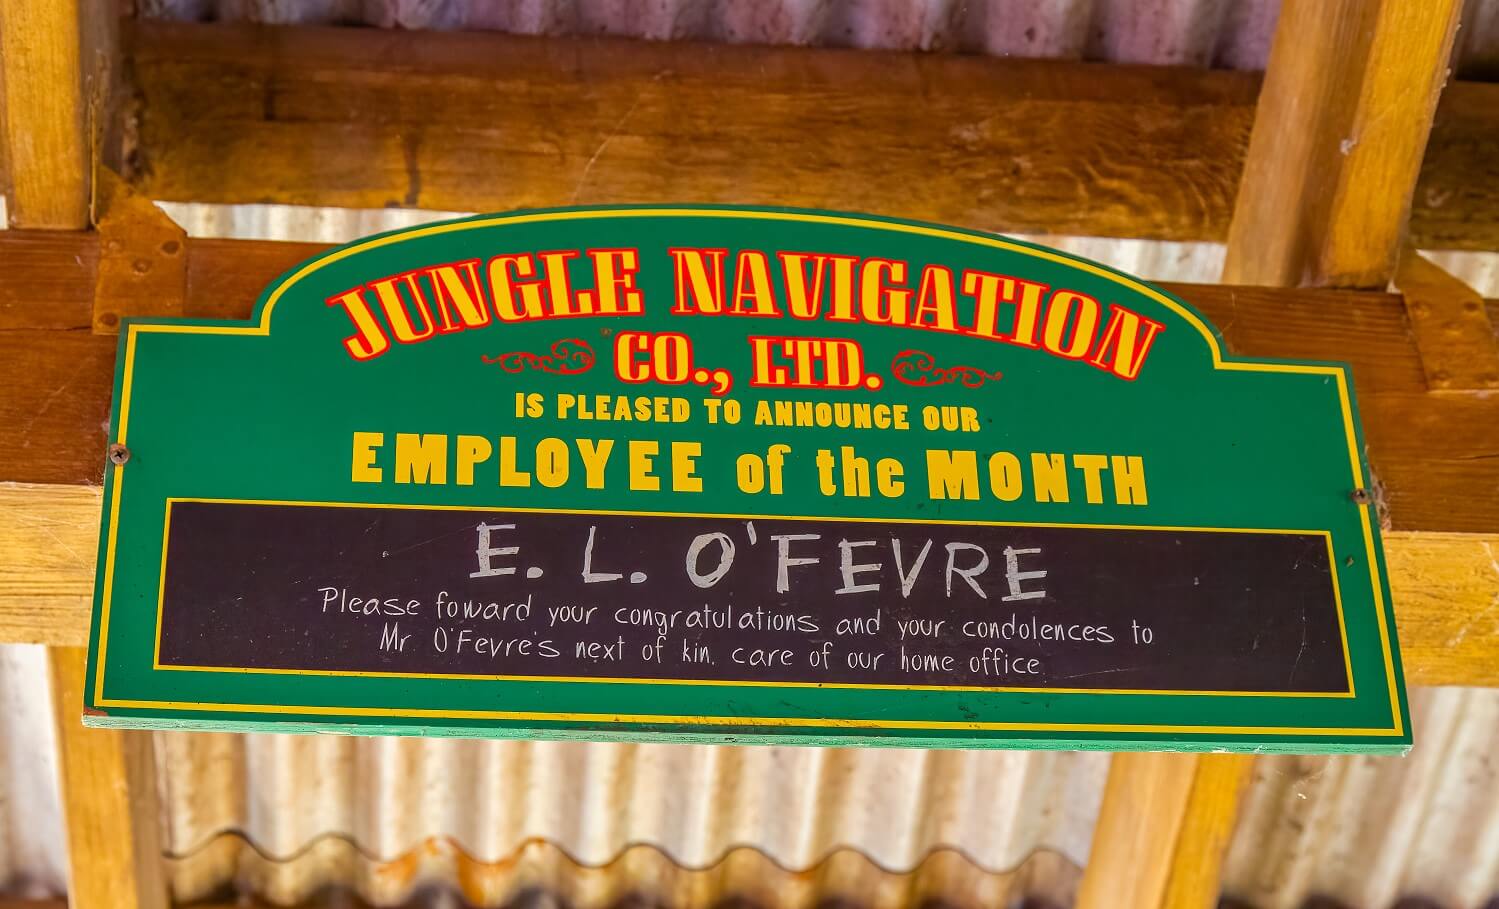 JUNGLE NAVIGATION
CO., LTD.
IS PLEASED TO ANNOUNCE OUR
EMPLOYEE of the MONTH
E. L. O'FEVRE
Please foward your congratulations and your condolences to
Mr O'Fevre's next of kin, care of our home office